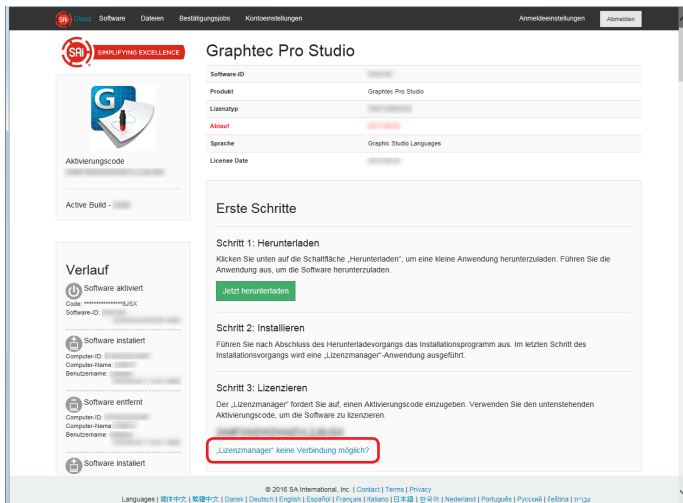 SAi Cloud Software Dateien Bestätigungsjobs Kontoeinstellungen Anmeldeeinstellungen Abmelden
SAi SIMPLIFYING EXCELLENCE
Graphtec Pro Studio
Software-ID
Produkt Graphtec Pro Studio
Lizenztyp
Ablauf
Sprache Graphic Studio Languages
License Date
G
Aktivierungscode
Active Build -
Erste Schritte
Schritt 1: Herunterladen
Klicken Sie unten auf die Schaltfläche „Herunterladen", um eine kleine Anwendung herunterzuladen. Führen Sie die
Anwendung aus, um die Software herunterzuladen.
Jetzt herunterladen
Schritt 2: Installieren
Führen Sie nach Abschluss des Herunterladevorgangs das Installationsprogramm aus. Im letzten Schritt des
Installationsvorgangs wird eine „Lizenzmanager"-Anwendung ausgeführt.
Schritt 3: Lizenzieren
Der „Lizenzmanager" fordert Sie auf, einen Aktivierungscode einzugeben. Verwenden Sie den untenstehenden
Aktivierungscode, um die Software zu lizenzieren.
„Lizenzmanager" keine Verbindung möglich?
Verlauf
Software aktiviert
Code: ****************8JSX
Software-ID:
Software instaliert
Computer-ID:
Computer-Name:
Benutzername:
Software entfernt
Computer-ID:
Computer-Name
Benutzername:
Software instaliert
© 2016 SA International, Inc. | Contact | Terms | Privacy
Languages | 简体中文 | 繁體中文 | Dansk | Deutsch | English | Español | Français | Italiano | 日本語 | 한국어 | Nederland | Português | Русский | čeština | עברית